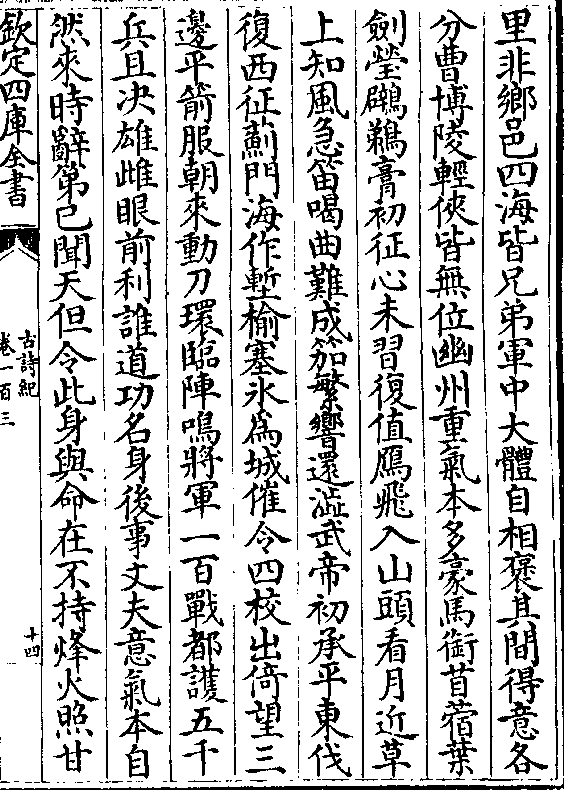 里非鄉邑四海皆兄弟軍中大體自相褒其間得意各
分曹博陵輕俠皆無位幽州重氣本多豪馬銜苜蓿葉
劍瑩鸊鵜膏初征心未習復值鴈飛入山頭看月近草
上知風急笛喝曲難成笳繁響還澁武帝初承平東伐
復西征薊門海作塹榆塞氷為城催令四校出倚望三
邊平箭服朝來動刀環臨陣鳴將軍一百戰都護五千
兵且决雄雌眼前利誰道功名身後事丈夫意氣本自
然來時辭第已聞天但令此身與命在不持烽火照甘
欽定四庫全書
古詩紀
卷一百三
十四